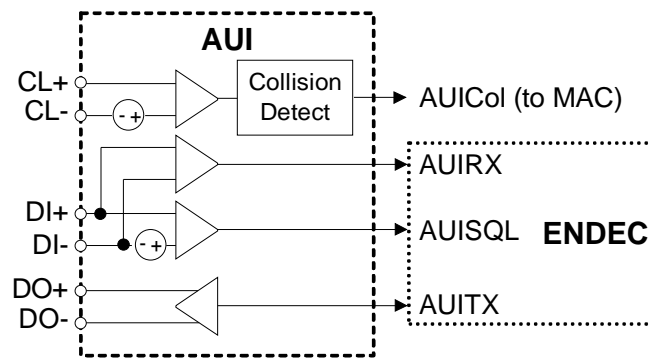 AUI
CL+
CL-
- +
Collision
Detect
AUICol (to MAC)
AUIRX
DI+
DI-
- +
AUISQL
ENDEC
DO+
DO-
AUITX